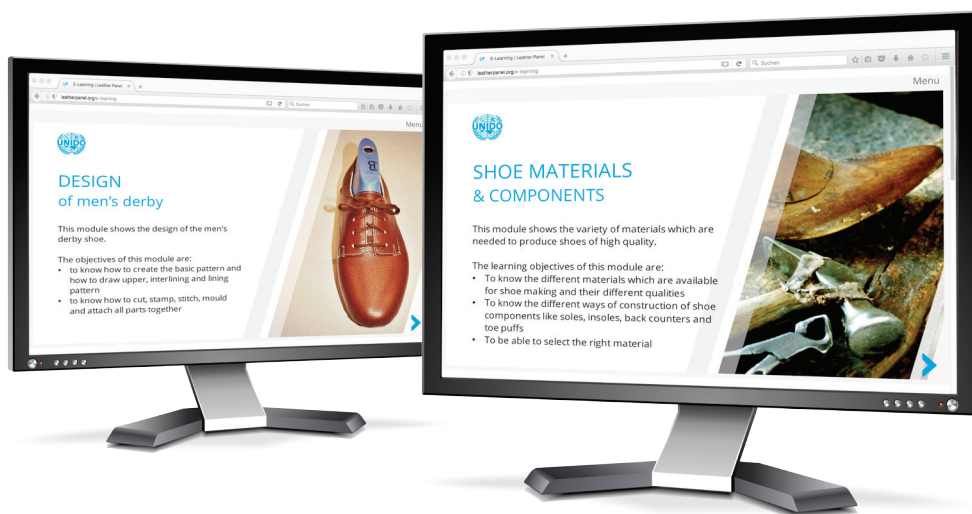 LP E-Learning | Leather Panel × +
leatherpanel.org/e-learning
Suchen
Menu
UNIDO
DESIGN
of men's derby
This module shows the design of the men's
derby shoe.
The objectives of this module are:
• to know how to create the basic pattern and
how to draw upper, interlining and lining
pattern
• to know how to cut, stamp, stitch, mould
and attach all parts together
B
LP E-Learning | Leather Panel × +
leatherpanel.org/e-learning
Suchen
Menu
UNIDO
SHOE MATERIALS
& COMPONENTS
This module shows the variety of materials which are
needed to produce shoes of high quality.
The learning objectives of this module are:
• To know the different materials which are available
for shoe making and their different qualities
• To know the different ways of construction of shoe
components like soles, insoles, back counters and
toe puffs
• To be able to select the right material